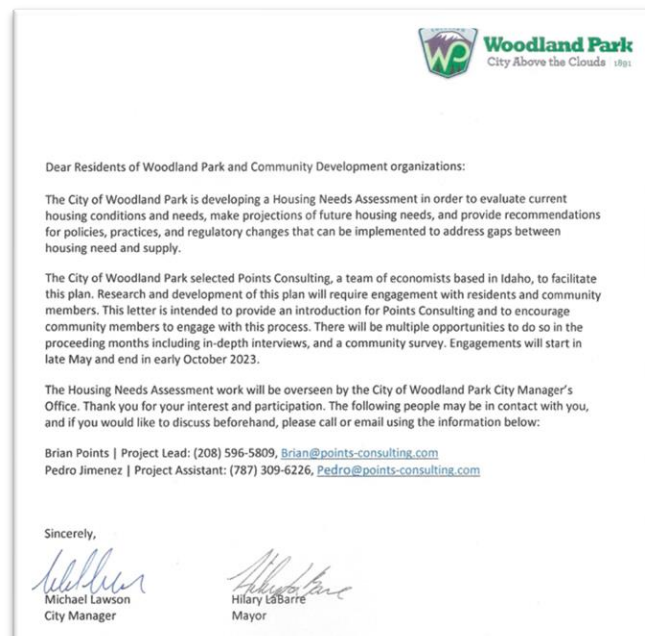 WP
Woodland Park
City Above the Clouds 1891
Dear Residents of Woodland Park and Community Development organizations:
The City of Woodland Park is developing a Housing Needs Assessment in order to evaluate current
housing conditions and needs, make projections of future housing needs, and provide recommendations
for policies, practices, and regulatory changes that can be implemented to address gaps between
housing need and supply.
The City of Woodland Park selected Points Consulting, a team of economists based in Idaho, to facilitate
this plan. Research and development of this plan will require engagement with residents and community
members. This letter is intended to provide an introduction for Points Consulting and to encourage
community members to engage with this process. There will be multiple opportunities to do so in the
proceeding months including in-depth interviews, and a community survey. Engagements will start in
late May and end in early October 2023.
The Housing Needs Assessment work will be overseen by the City of Woodland Park City Manager's
Office. Thank you for your interest and participation. The following people may be in contact with you,
and if you would like to discuss beforehand, please call or email using the information below:
Brian Points | Project Lead: (208) 596-5809, Brian@points-consulting.com
Pedro Jimenez | Project Assistant: (787) 309-6226, Pedro@points-consulting.com
Sincerely,
Michael Lawson
City Manager
Hilary LaBarre
Mayor